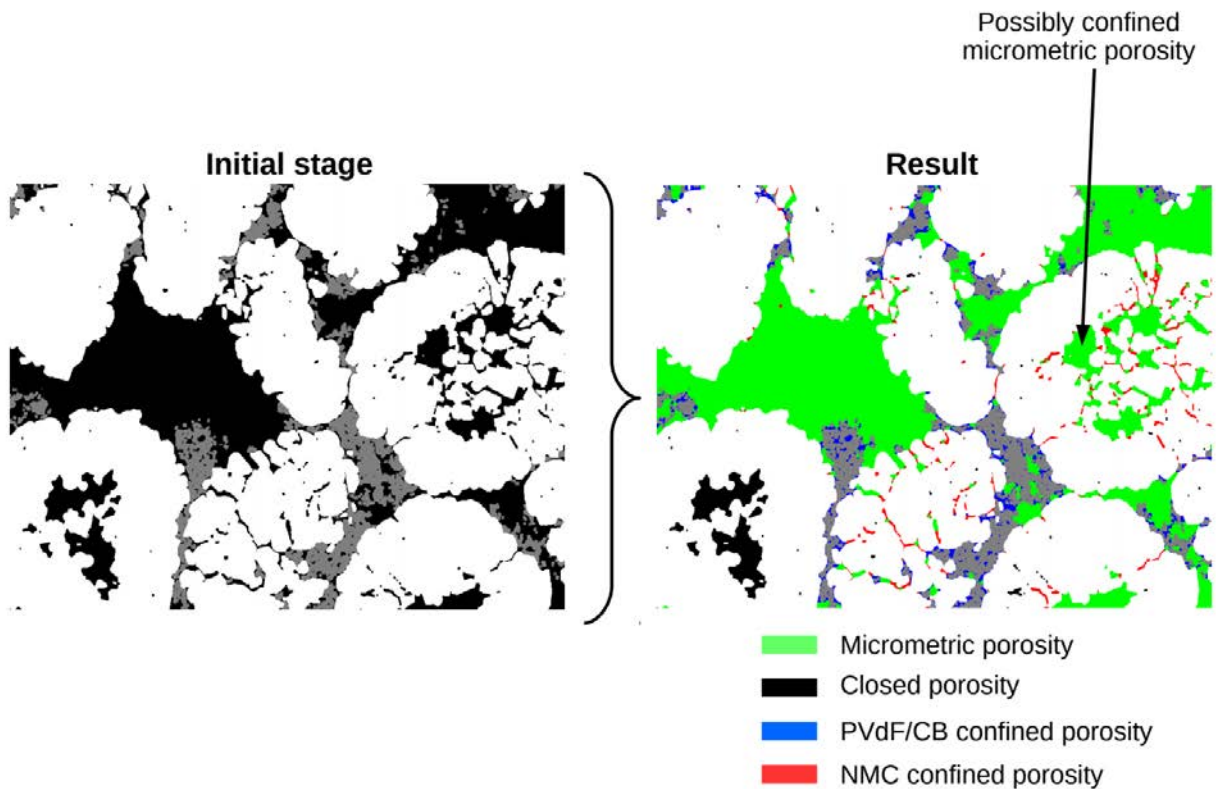 Possibly confined
micrometric porosity
Initial stage
Result
Micrometric porosity
Closed porosity
PVdF/CB confined porosity
NMC confined porosity